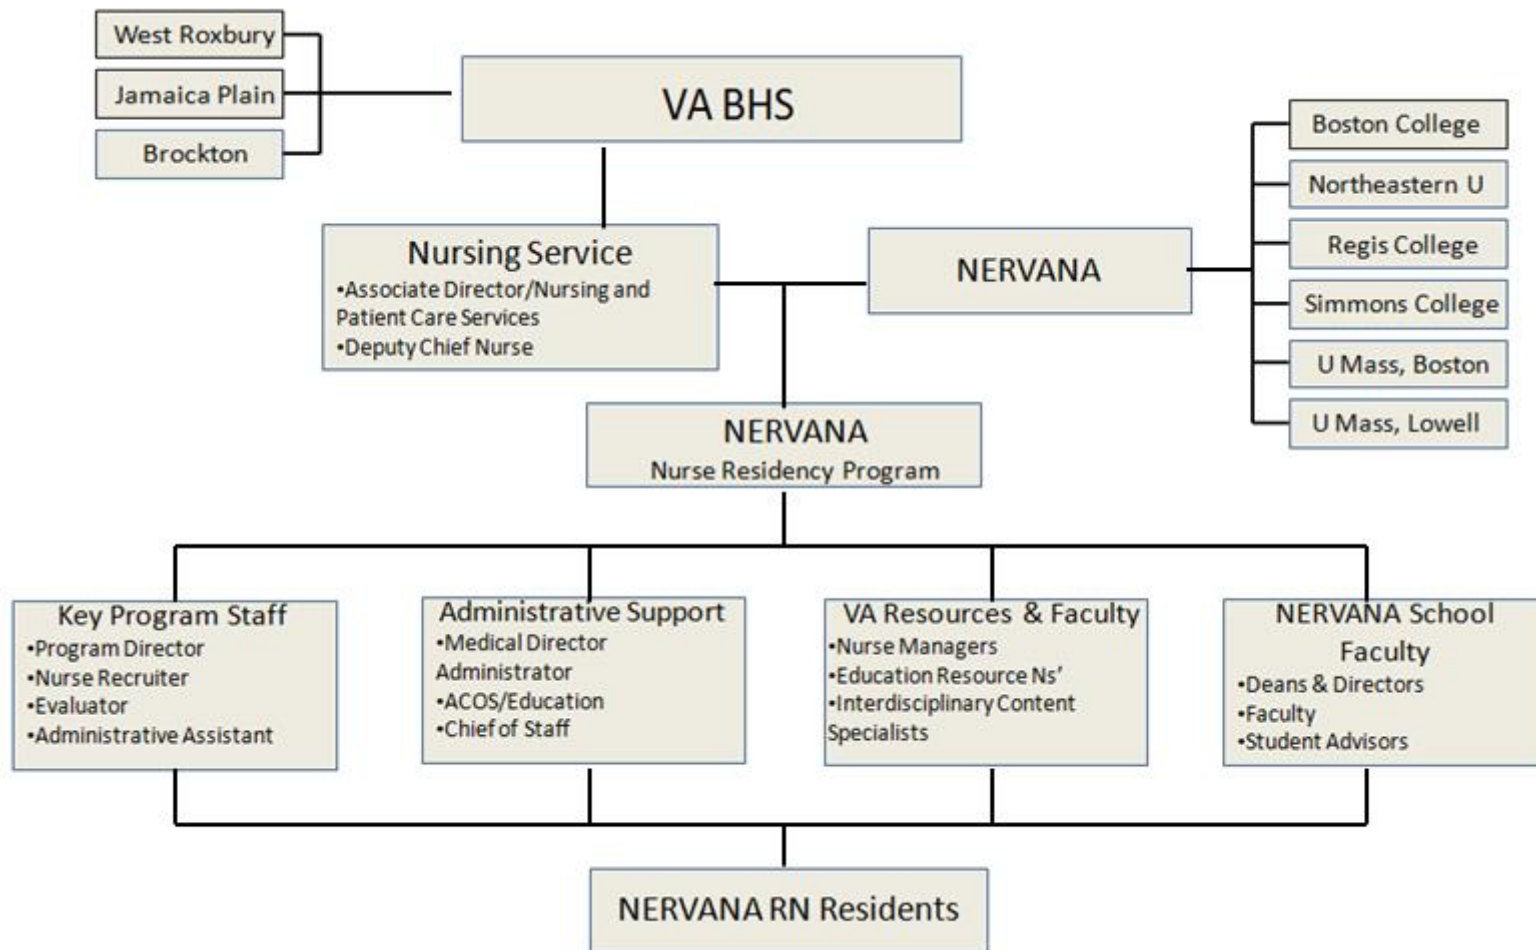 West Roxbury
Jamaica Plain
Brockton
VA BHS
Boston College
Northeastern U
Regis College
Simmons College
U Mass, Boston
U Mass, Lowell
Nursing Service
•Associate Director/Nursing and
Patient Care Services
•Deputy Chief Nurse
NERVANA
NERVANA
Nurse Residency Program
Key Program Staff
•Program Director
•Nurse Recruiter
•Evaluator
•Administrative Assistant
Administrative Support
•Medical Director
Administrator
•ACOS/Education
•Chief of Staff
VA Resources & Faculty
•Nurse Managers
•Education Resource Ns’
•Interdisciplinary Content
Specialists
NERVANA School
Faculty
•Deans & Directors
•Faculty
•Student Advisors
NERVANA RN Residents